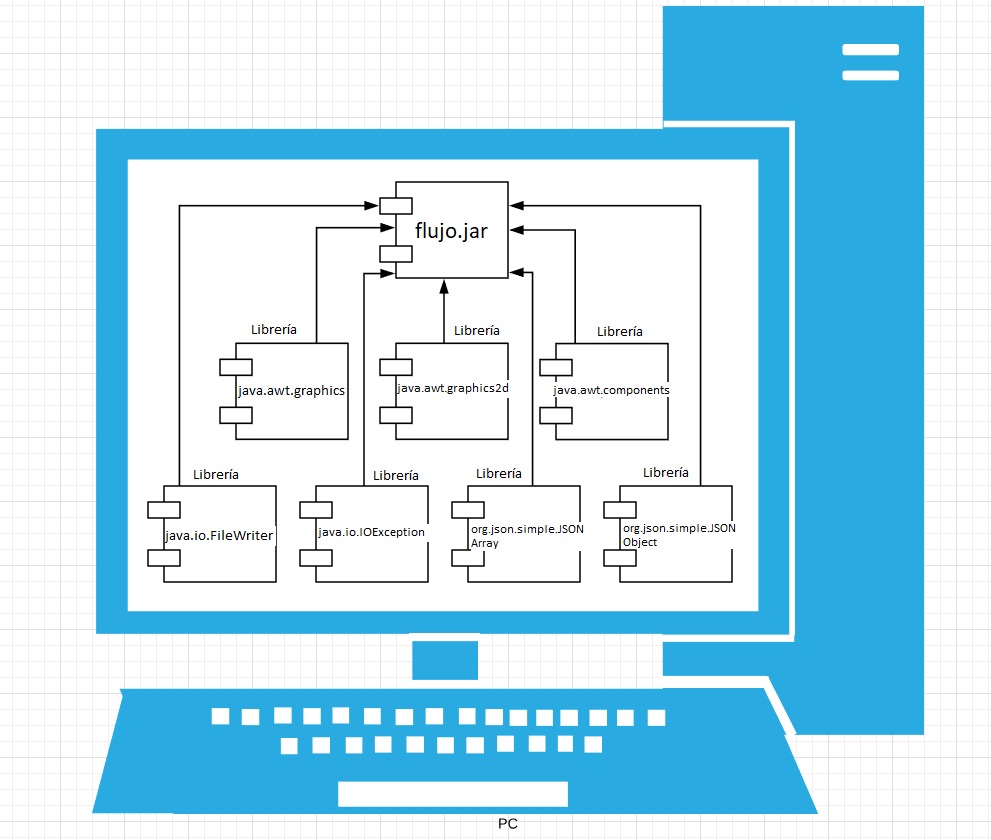 flujo.jar
Librería
Librería
Librería
java.awt.graphics
java.awt.graphics2d
java.awt.components
Librería
Librería
Librería
Librería
java.io.FileWriter
java.io.IOException
org.json.simple.JSON
Array
org.json.simple.JSON
Object
PC